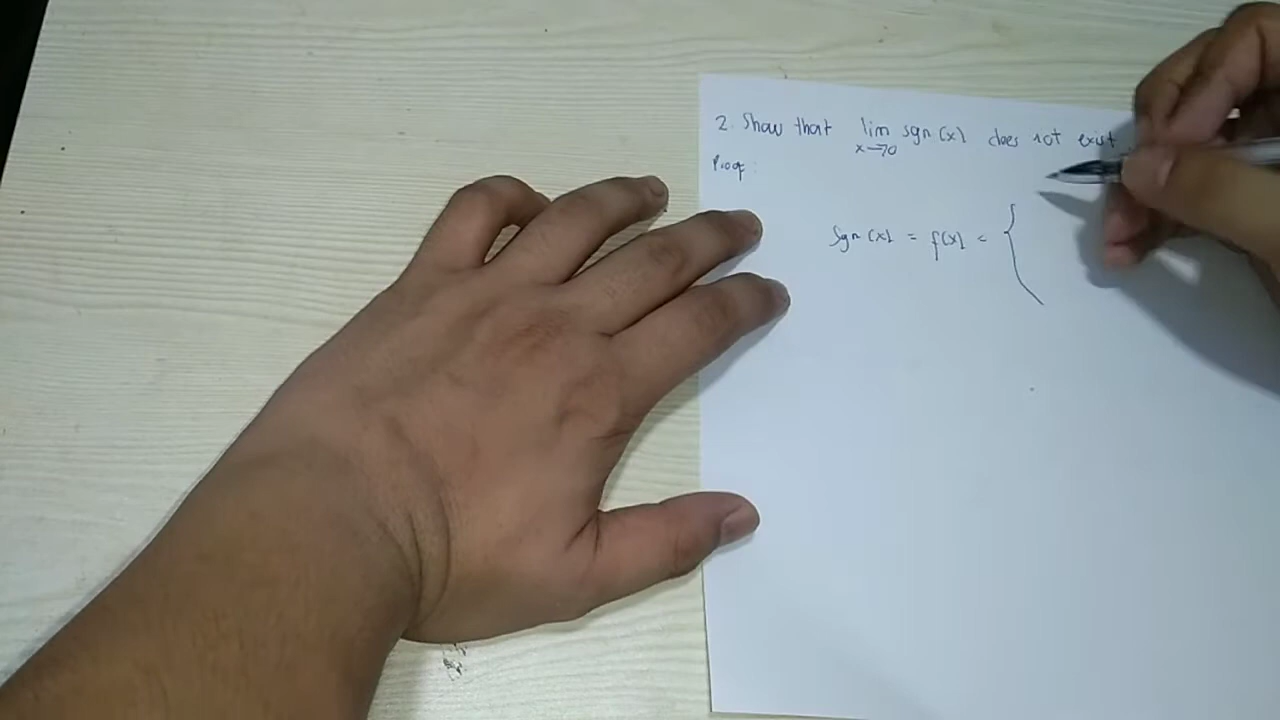 2. Show that lim sgn(x) does not exist
x→0
Proof:
Sgn(x) = f(x) = {